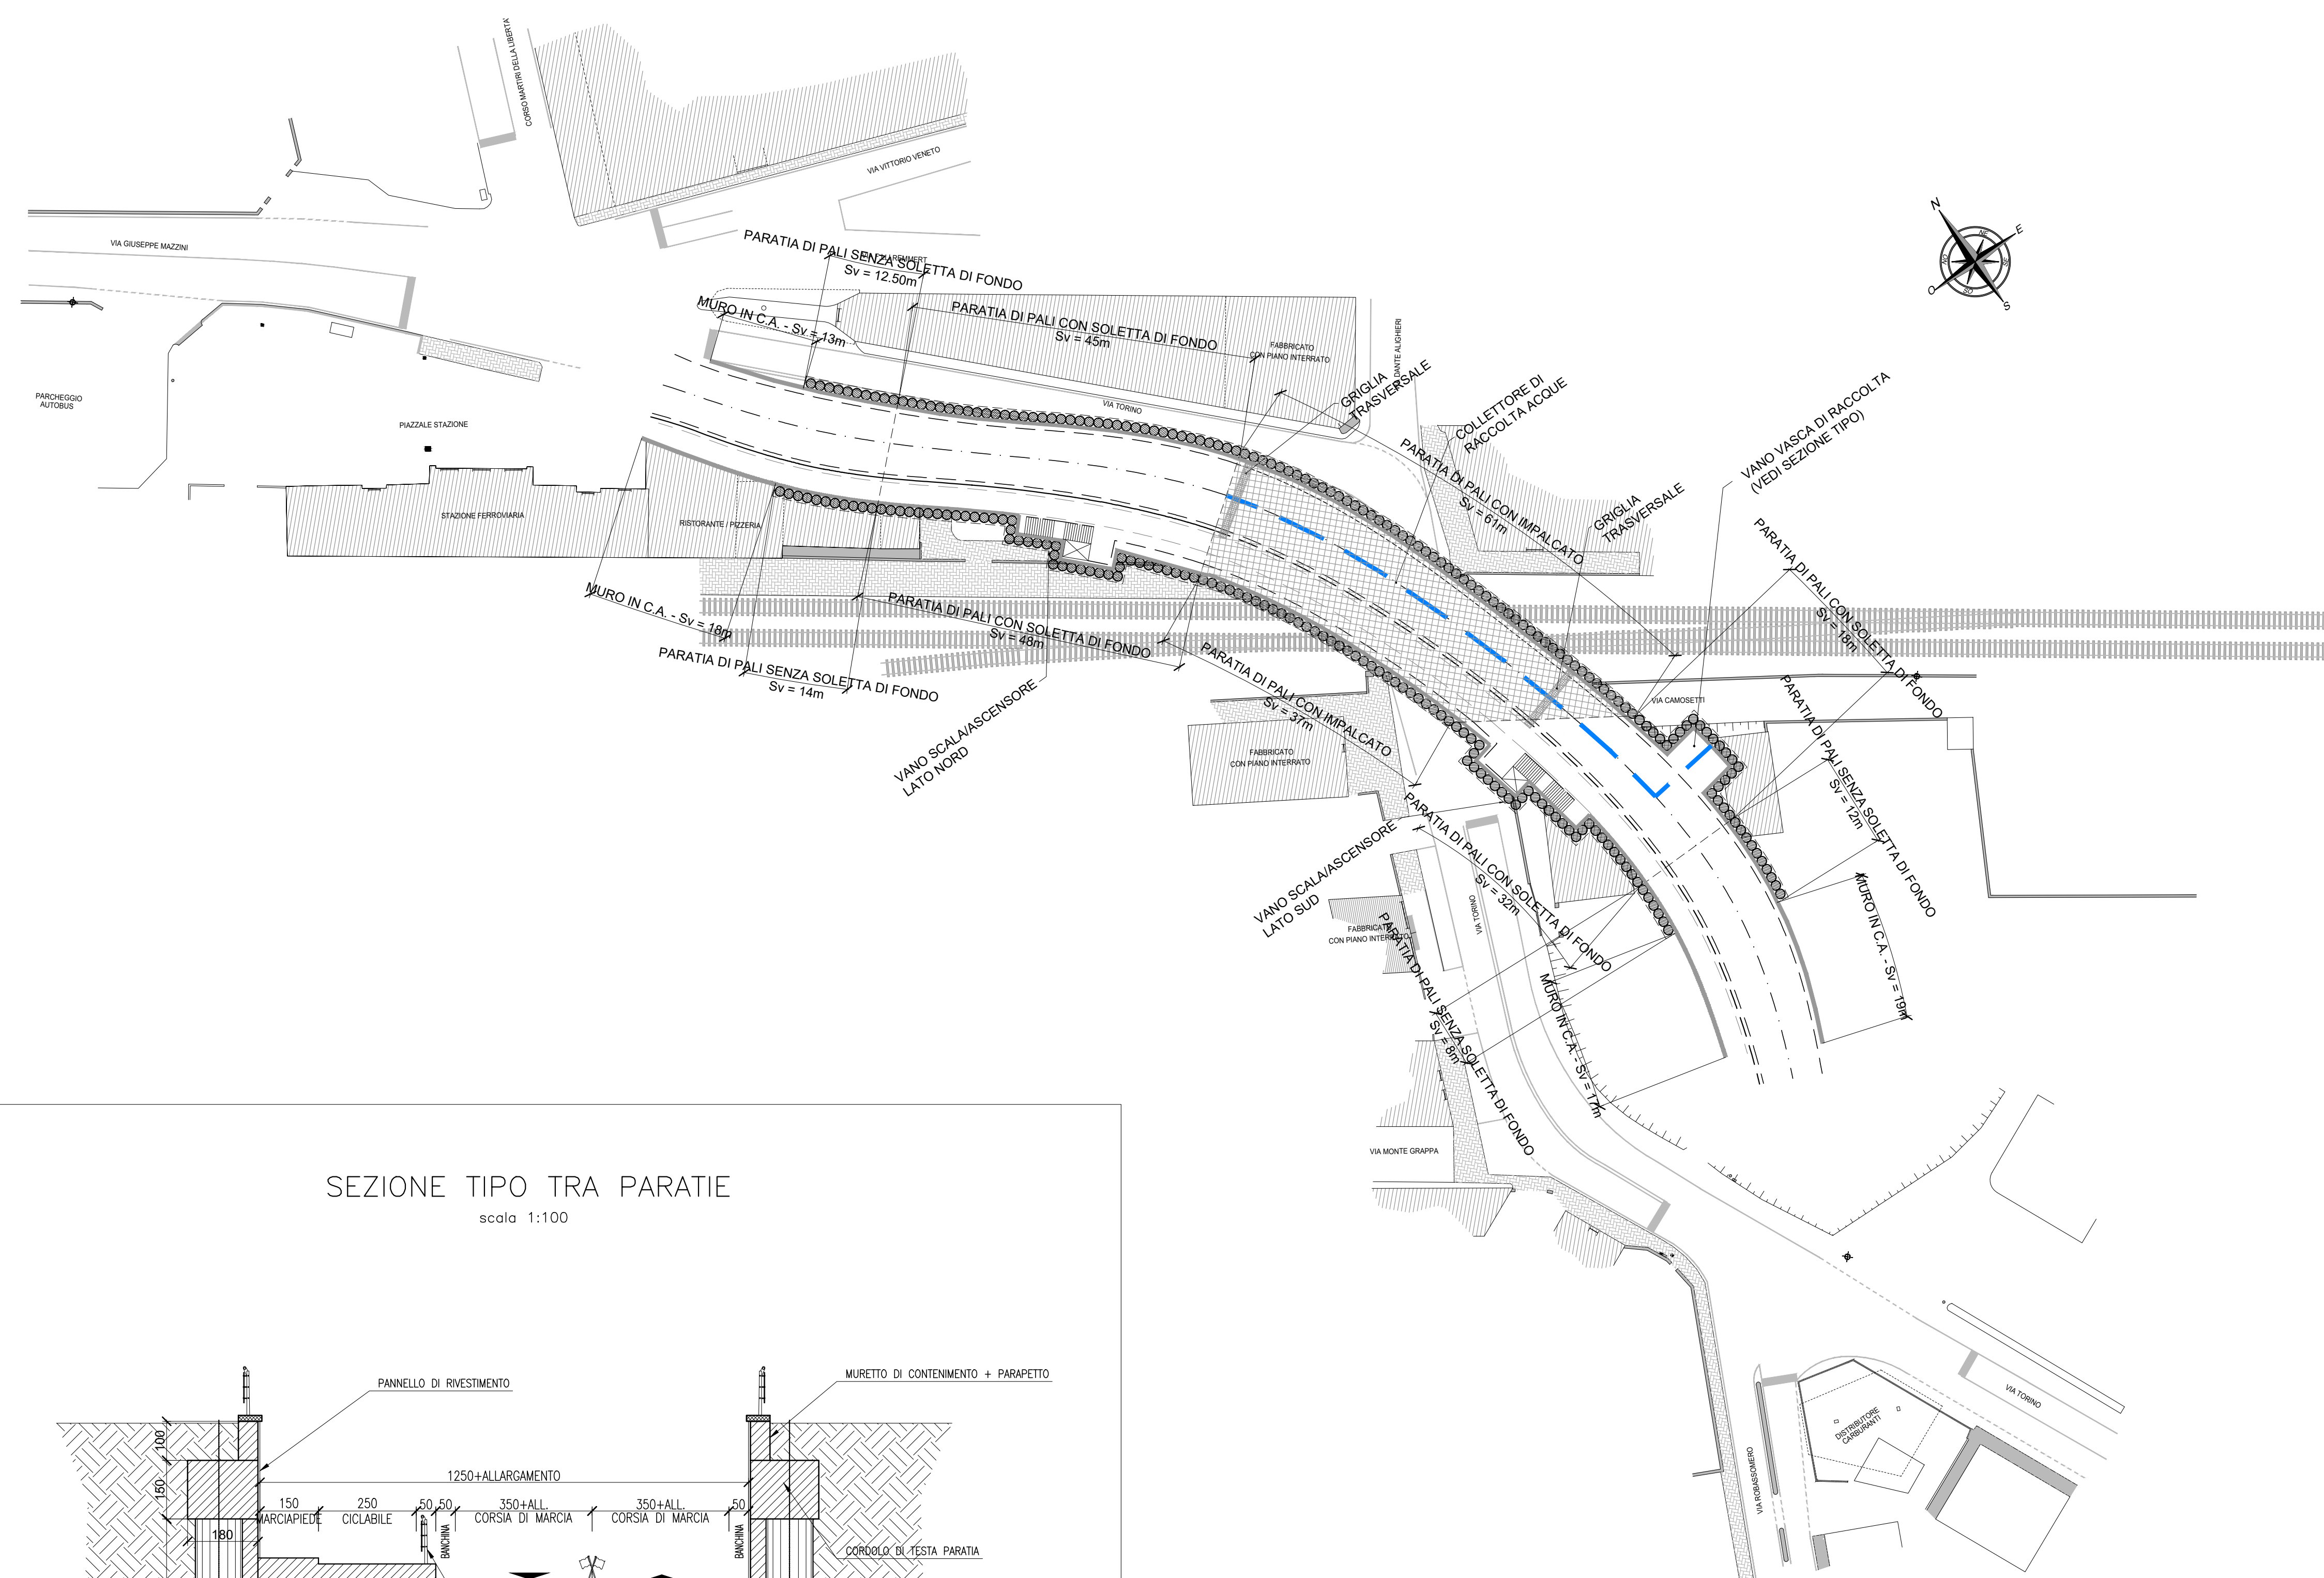 CORSO MARTIRI DELLA LIBERTA'
VIA VITTORIO VENETO
VIA GIUSEPPE MAZZINI
N
NE
E
SE
S
SO
O
NO
PARATIA DI PALI SENZA SOLETTA DI FONDO
Sv = 12.50m
MURO IN C.A. - Sv = 13m
PARATIA DI PALI CON SOLETTA DI FONDO
Sv = 45m
FABBRICATO
CON PIANO INTERRATO
DANTE ALIGHIERI
GRIGLIA
TRASVERSALE
COLLETTORE DI
RACCOLTA ACQUE
VANO VASCA DI RACCOLTA
(VEDI SEZIONE TIPO)
PARCHEGGIO
AUTOBUS
PIAZZALE STAZIONE
VIA TORINO
PARATIA DI PALI CON IMPALCATO
Sv = 61m
GRIGLIA
TRASVERSALE
PARATIA DI PALI CON SOLETTA DI FONDO
Sv = 18m
STAZIONE FERROVIARIA
RISTORANTE / PIZZERIA
MURO IN C.A. - Sv = 18m
PARATIA DI PALI CON SOLETTA DI FONDO
Sv = 48m
PARATIA DI PALI SENZA SOLETTA DI FONDO
Sv = 14m
VANO SCALA/ASCENSORE
LATO NORD
PARATIA DI PALI CON IMPALCATO
Sv = 37m
VIA CAMOSETTI
PARATIA DI PALI SENZA SOLETTA DI FONDO
Sv = 12m
FABBRICATO
CON PIANO INTERRATO
VANO SCALA/ASCENSORE
LATO SUD
PARATIA DI PALI CON SOLETTA DI FONDO
Sv = 32m
MURO IN C.A. - Sv = 19m
VIA TORINO
FABBRICATO
CON PIANO INTERRATO
PARATIA DI PALI SENZA SOLETTA DI FONDO
Sv = 8m
MURO IN C.A. - Sv = 17m
VIA MONTE GRAPPA
VIA TORINO
DISTRIBUTORE
CARBURANTI
VIA ROBASSOMERO
SEZIONE TIPO TRA PARATIE
scala 1:100
PANNELLO DI RIVESTIMENTO
MURETTO DI CONTENIMENTO + PARAPETTO
100
150
1250+ALLARGAMENTO
150
MARCIAPIEDE
250
CICLABILE
50
50
BANCHINA
350+ALL.
CORSIA DI MARCIA
350+ALL.
CORSIA DI MARCIA
50
BANCHINA
180
CORDOLO DI TESTA PARATIA